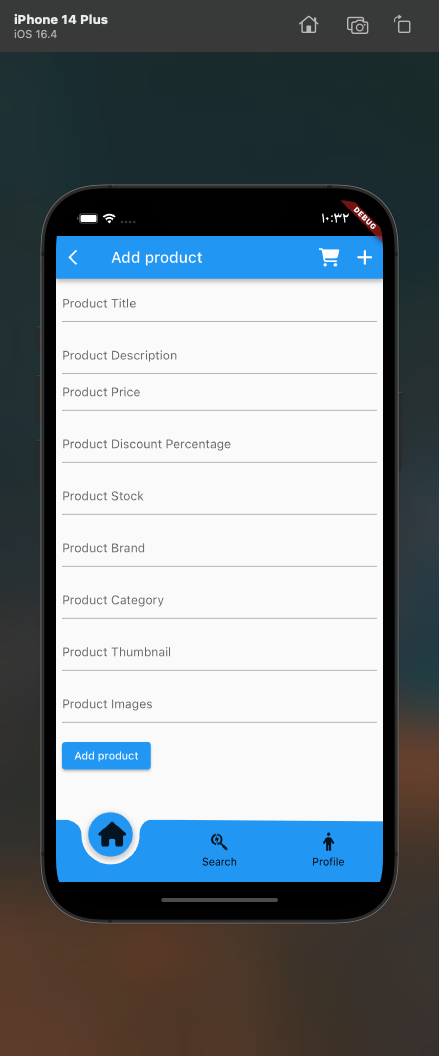 iPhone 14 Plus
iOS 16.4
١٠:٣٢
DEBUG
Add product
Product Title
Product Description
Product Price
Product Discount Percentage
Product Stock
Product Brand
Product Category
Product Thumbnail
Product Images
Add product
Search
Profile